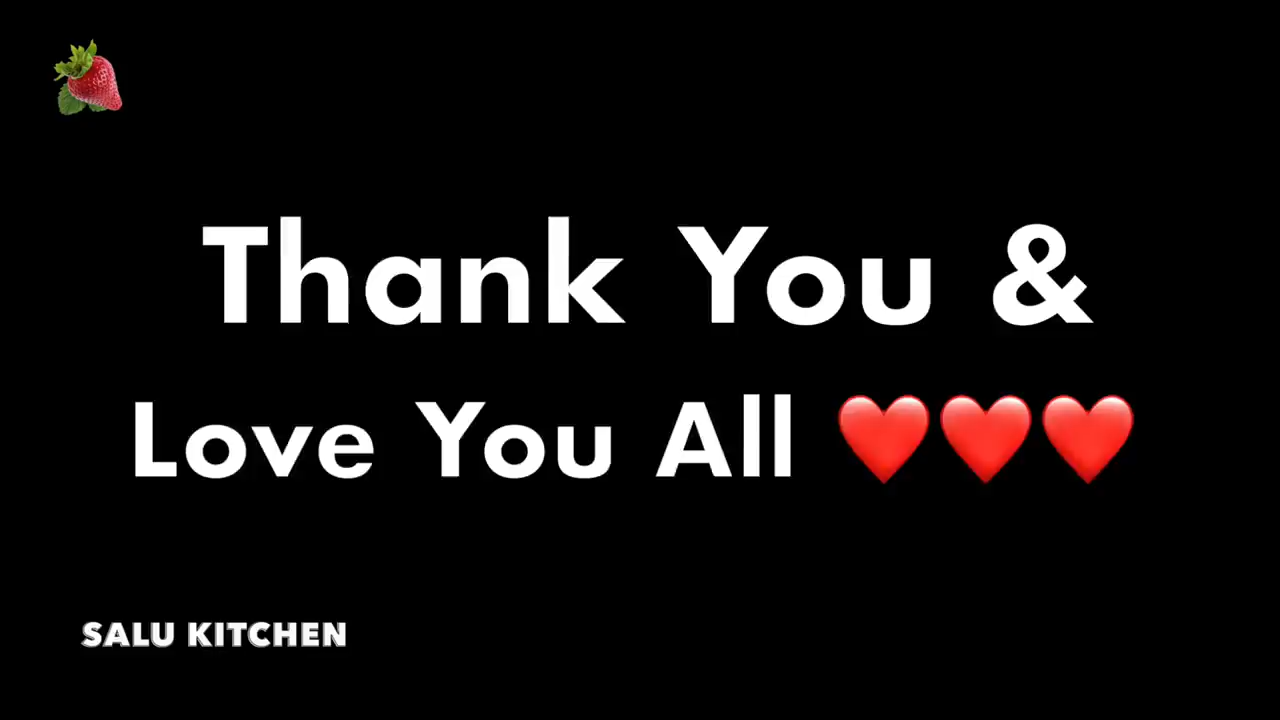 Thank You &
Love You All ❤️❤️❤️
SALU KITCHEN